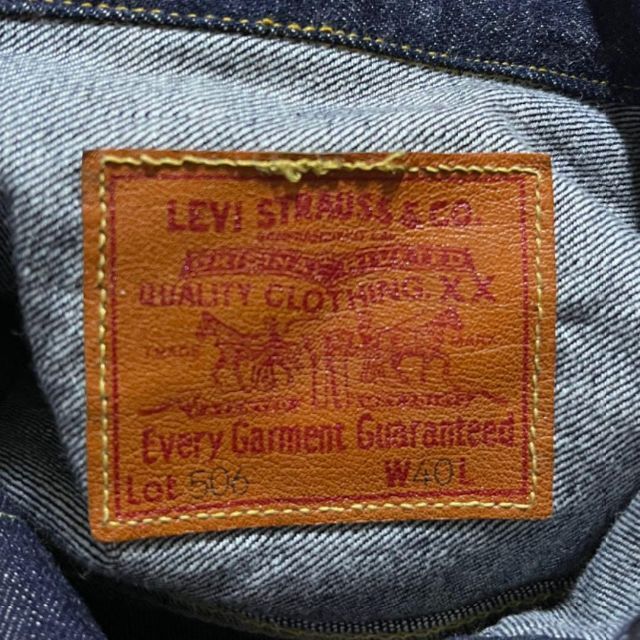 LEVI STRAUSS & CO.
QUALITY CLOTHING. XX
TRADE MARK
Every Garment Guaranteed
Lot 506 W40L